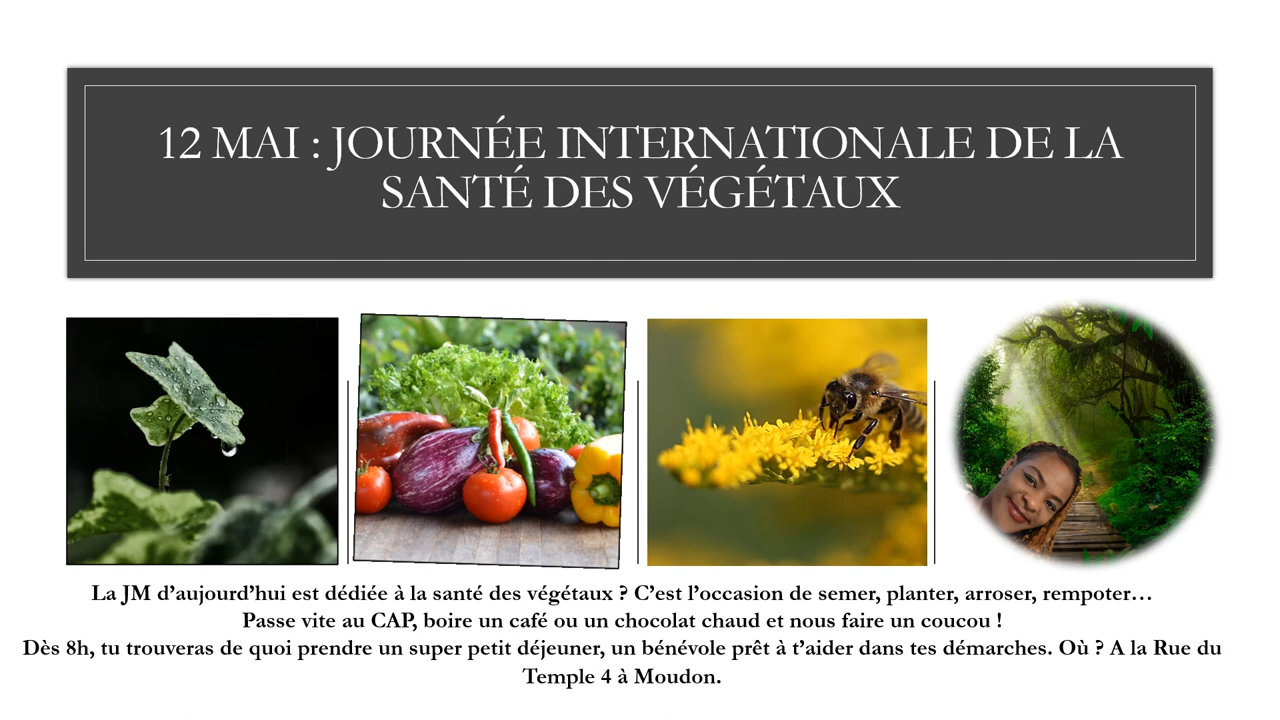 12 MAI : JOURNÉE INTERNATIONALE DE LA
SANTÉ DES VÉGÉTAUX
La JM d’aujourd’hui est dédiée à la santé des végétaux ? C’est l’occasion de semer, planter, arroser, rempoter…
Passe vite au CAP, boire un café ou un chocolat chaud et nous faire un coucou !
Dès 8h, tu trouveras de quoi prendre un super petit déjeuner, un bénévole prêt à t’aider dans tes démarches. Où ? A la Rue du
Temple 4 à Moudon.